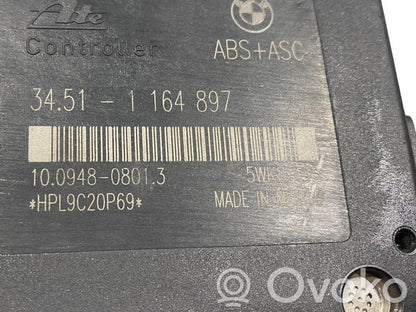 Ate
ABS+ASC
Controller
34.51 - 1 164 897
10.0948-0801.3
*HPL9C20P69*
MADE IN
Ovoko